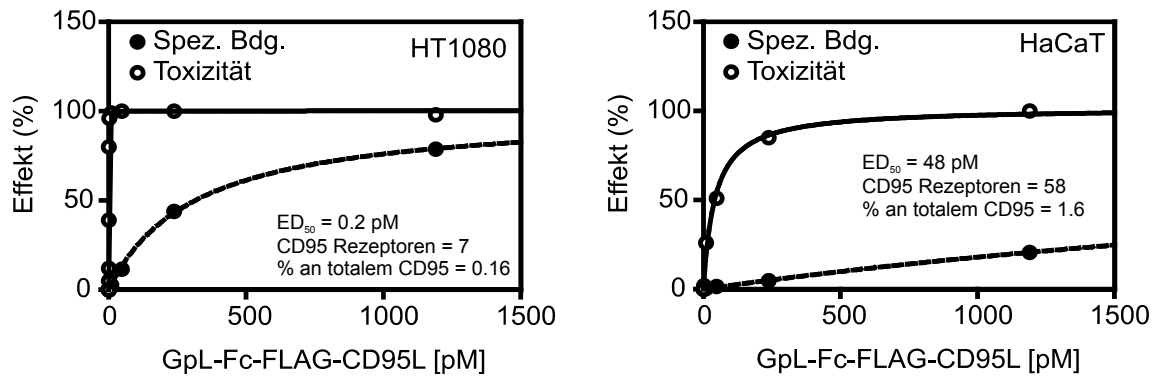 150
100
50
0
Effekt (%)
Spez. Bdg.
Toxizität
HT1080
ED50 = 0.2 pM
CD95 Rezeptoren = 7
% an totalem CD95 = 0.16
0
500
1000
1500
GpL-Fc-FLAG-CD95L [pM]
150
100
50
0
Effekt (%)
Spez. Bdg.
Toxizität
HaCaT
ED50 = 48 pM
CD95 Rezeptoren = 58
% an totalem CD95 = 1.6
0
500
1000
1500
GpL-Fc-FLAG-CD95L [pM]